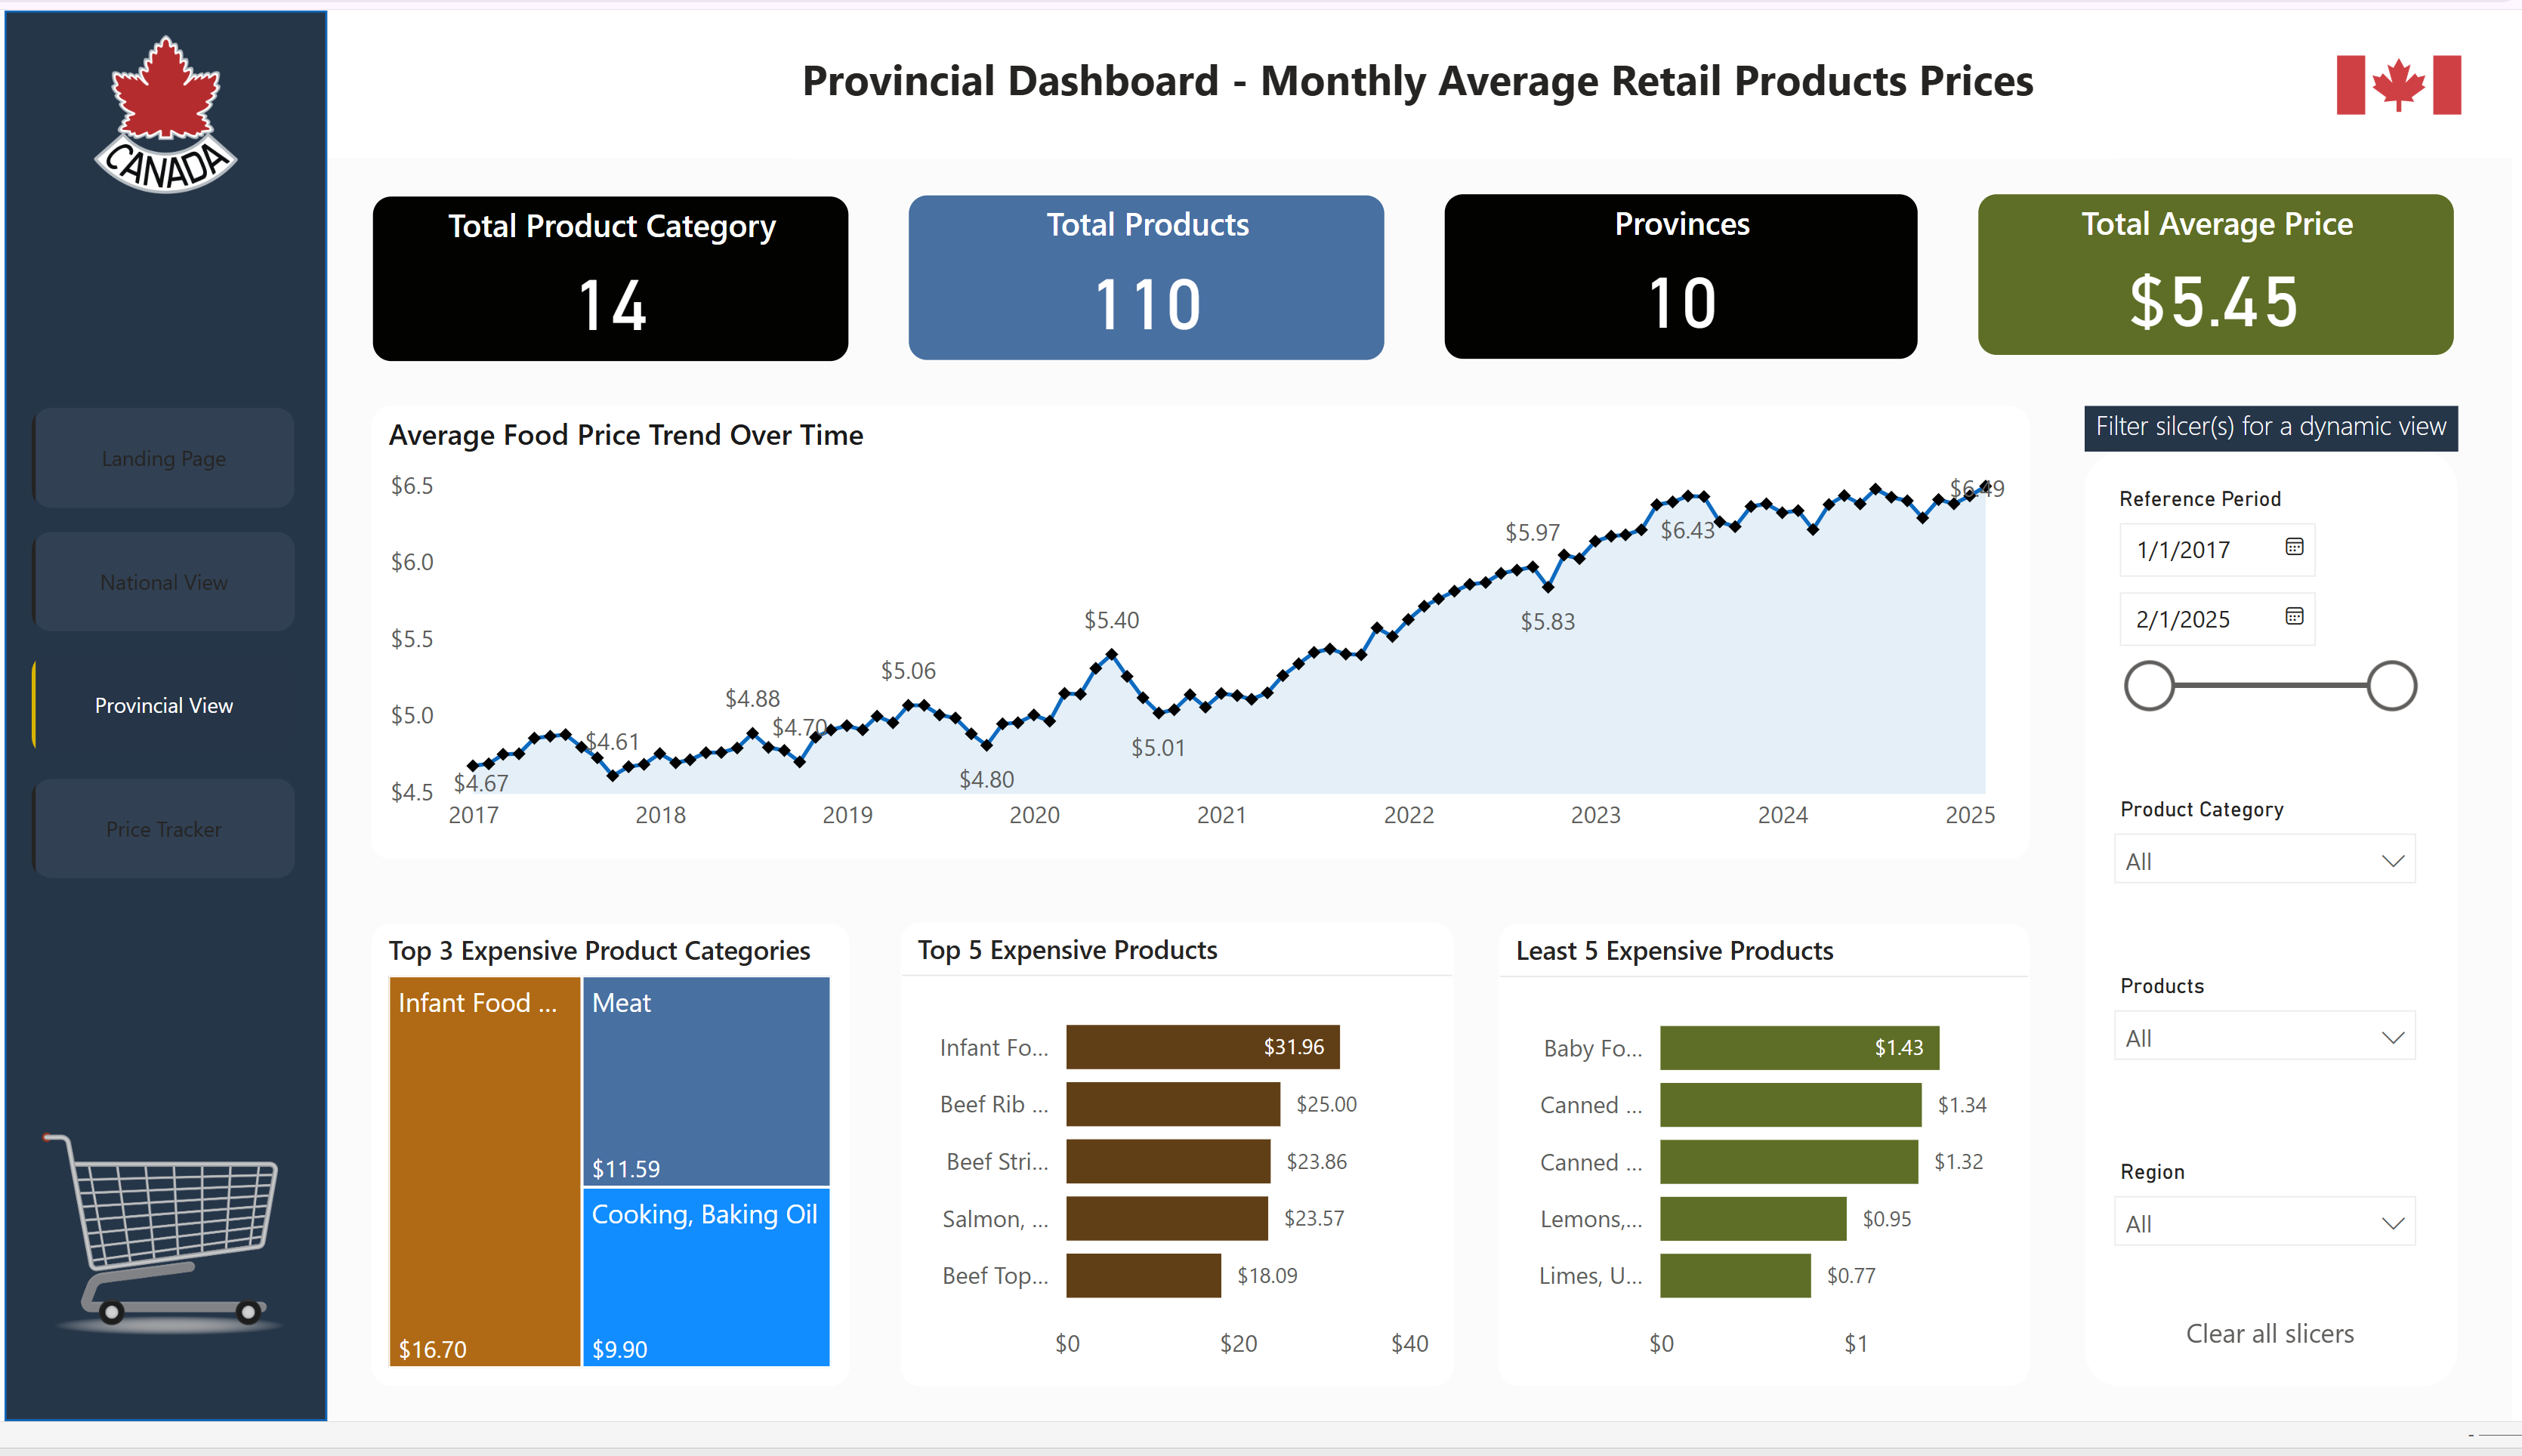 CANADA
Provincial Dashboard - Monthly Average Retail Products Prices
Total Product Category
14
Total Products
110
Provinces
10
Total Average Price
$5.45
Landing Page
National View
Provincial View
Price Tracker
Average Food Price Trend Over Time
$6.5
$6.0
$5.5
$5.0
$4.5
$4.67
$4.61
$4.88
$4.70
$5.06
$4.80
$5.40
$5.01
$5.97
$5.83
$6.43
$6.49
2017
2018
2019
2020
2021
2022
2023
2024
2025
Filter silcer(s) for a dynamic view
Reference Period
1/1/2017
2/1/2025
Product Category
All
Products
All
Region
All
Clear all slicers
Top 3 Expensive Product Categories
Infant Food ...
$16.70
Meat
$11.59
Cooking, Baking Oil
$9.90
Top 5 Expensive Products
Infant Fo... $31.96
Beef Rib ... $25.00
Beef Stri... $23.86
Salmon, ... $23.57
Beef Top... $18.09
$0 $20 $40
Least 5 Expensive Products
Baby Fo... $1.43
Canned ... $1.34
Canned ... $1.32
Lemons,... $0.95
Limes, U... $0.77
$0 $1